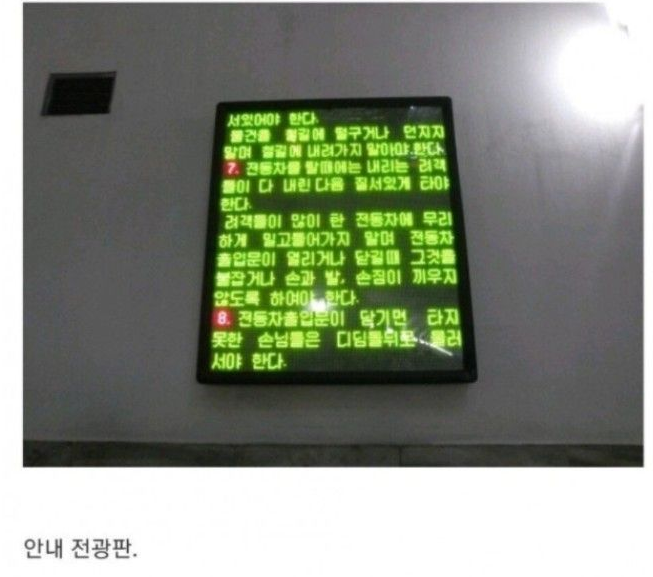 서있어야 한다.
물건을 철길에 떨구거나 던지지
말며 철길에 내려가지 말아야 한다.
7. 전동차를 탈때에는 내리는 려객
들이 다 내린 다음 질서있게 타야
한다.
려객들이 많이 탄 전동차에 무리
하게 밀고들어가지 말며 전동차
출입문이 열리거나 닫길때 그것을
붙잡거나 손과 발, 손짐이 끼우지
않도록 하여야 한다.
8. 전동차출입문이 닫기면 타지
못한 손님들은 디딤돌뒤로 물러
서야 한다.
안내 전광판.